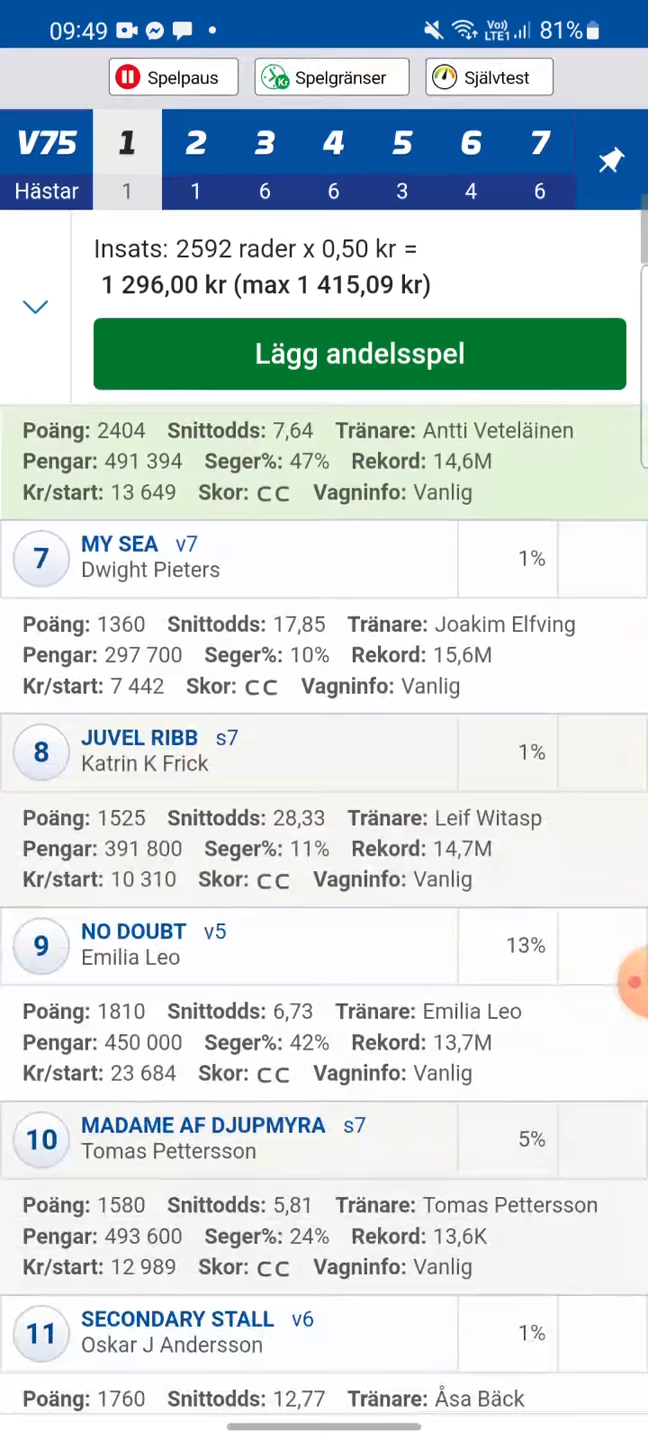 09:49 Voo) LTE1 81%
Spelpaus Spelgränser Självtest
V75 1 2 3 4 5 6 7
Hästar 1 1 6 6 3 4 6
Insats: 2592 rader x 0,50 kr =
1 296,00 kr (max 1 415,09 kr)
Lägg andelsspel
Poäng: 2404 Snittodds: 7,64 Tränare: Antti Veteläinen
Pengar: 491 394 Seger%: 47% Rekord: 14,6M
Kr/start: 13 649 Skor: C C Vagninfo: Vanlig
7 MY SEA v7 1%
Dwight Pieters
Poäng: 1360 Snittodds: 17,85 Tränare: Joakim Elfving
Pengar: 297 700 Seger%: 10% Rekord: 15,6M
Kr/start: 7 442 Skor: C C Vagninfo: Vanlig
8 JUVEL RIBB s7 1%
Katrin K Frick
Poäng: 1525 Snittodds: 28,33 Tränare: Leif Witasp
Pengar: 391 800 Seger%: 11% Rekord: 14,7M
Kr/start: 10 310 Skor: C C Vagninfo: Vanlig
9 NO DOUBT v5 13%
Emilia Leo
Poäng: 1810 Snittodds: 6,73 Tränare: Emilia Leo
Pengar: 450 000 Seger%: 42% Rekord: 13,7M
Kr/start: 23 684 Skor: C C Vagninfo: Vanlig
10 MADAME AF DJUPMYRA s7 5%
Tomas Pettersson
Poäng: 1580 Snittodds: 5,81 Tränare: Tomas Pettersson
Pengar: 493 600 Seger%: 24% Rekord: 13,6K
Kr/start: 12 989 Skor: C C Vagninfo: Vanlig
11 SECONDARY STALL v6 1%
Oskar J Andersson
Poäng: 1760 Snittodds: 12,77 Tränare: Åsa Bäck